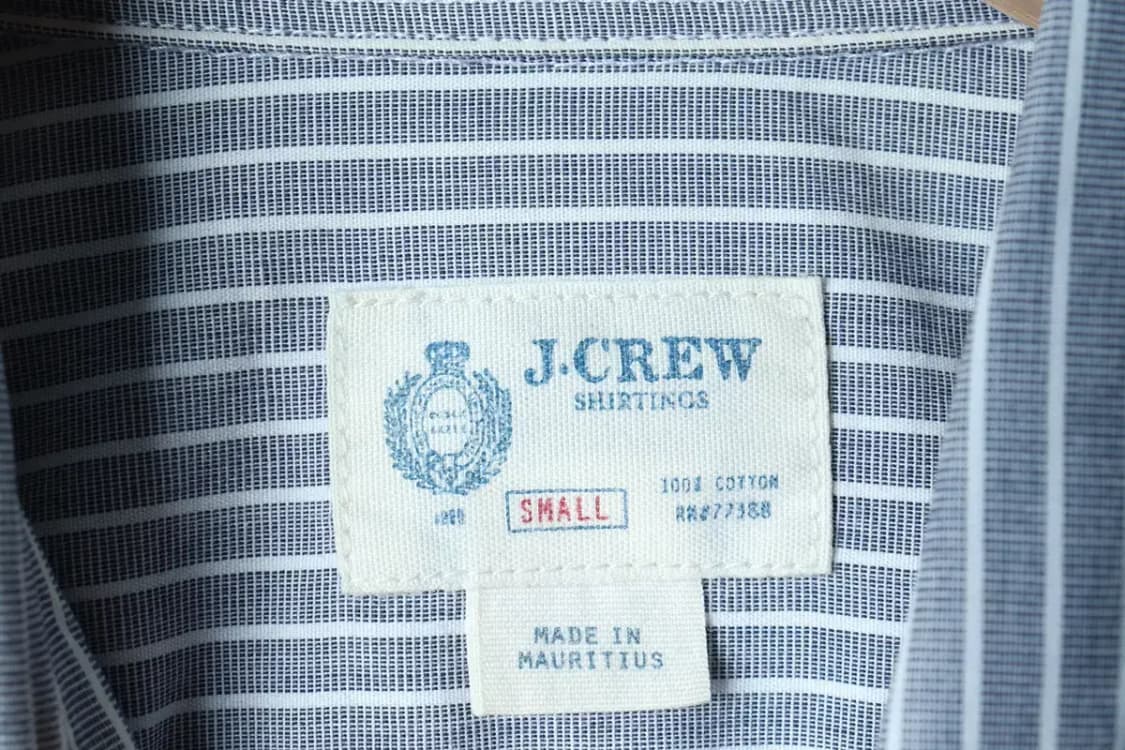 J.CREW
SHIRTINGS
100% COTTON
SMALL
RN#77388
MADE IN
MAURITIUS